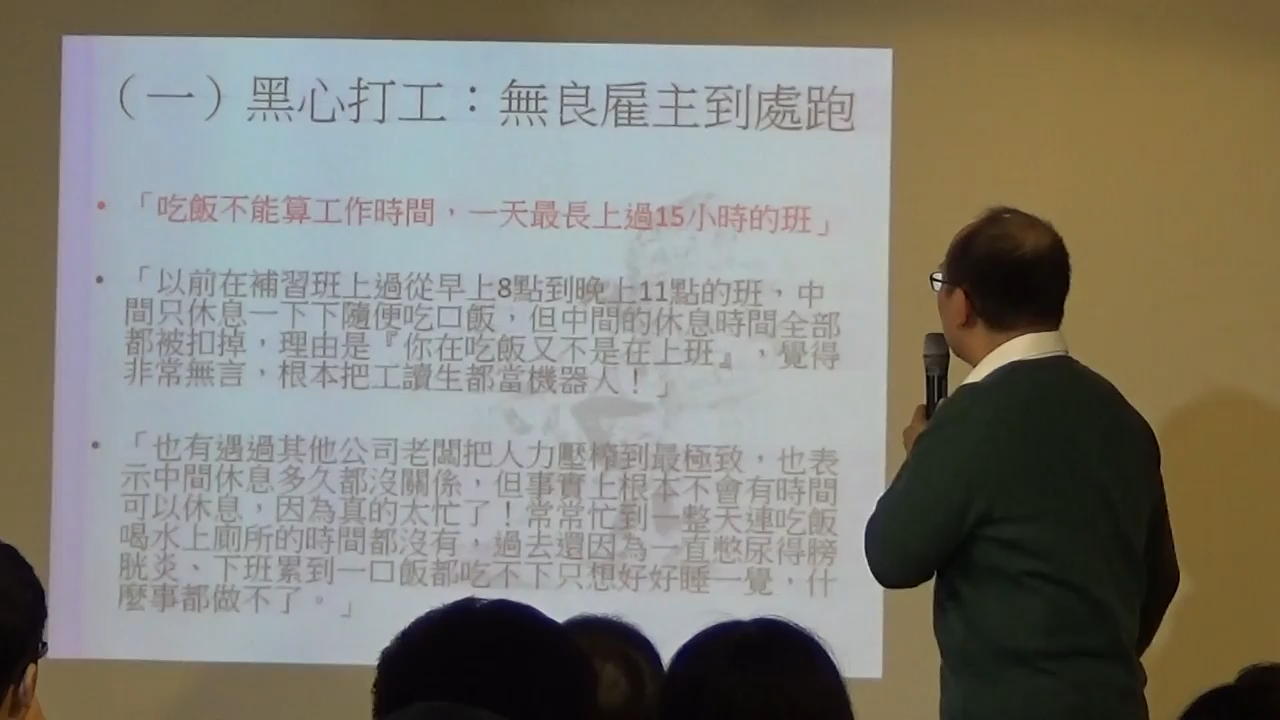 （一）黑心打工：無良雇主到處跑
• 「吃飯不能算工作時間，一天最長上過15小時的班」
• 「以前在補習班上過從早上8點到晚上11點的班，中
間只休息一下下隨便吃口飯，但中間的休息時間全部
都被扣掉，理由是『你在吃飯又不是在上班』，覺得
非常無言，根本把工讀生都當機器人！」
• 「也有遇過其他公司老闆把人力壓榨到最極致，也表
示中間休息多久都沒關係，但事實上根本不會有時間
可以休息，因為真的太忙了！常常忙到一整天連吃飯
喝水上廁所的時間都沒有，過去還因為一直憋尿得膀
胱炎、下班累到一口飯都吃不下只想好好睡一覺，什
麼事都做不了。」